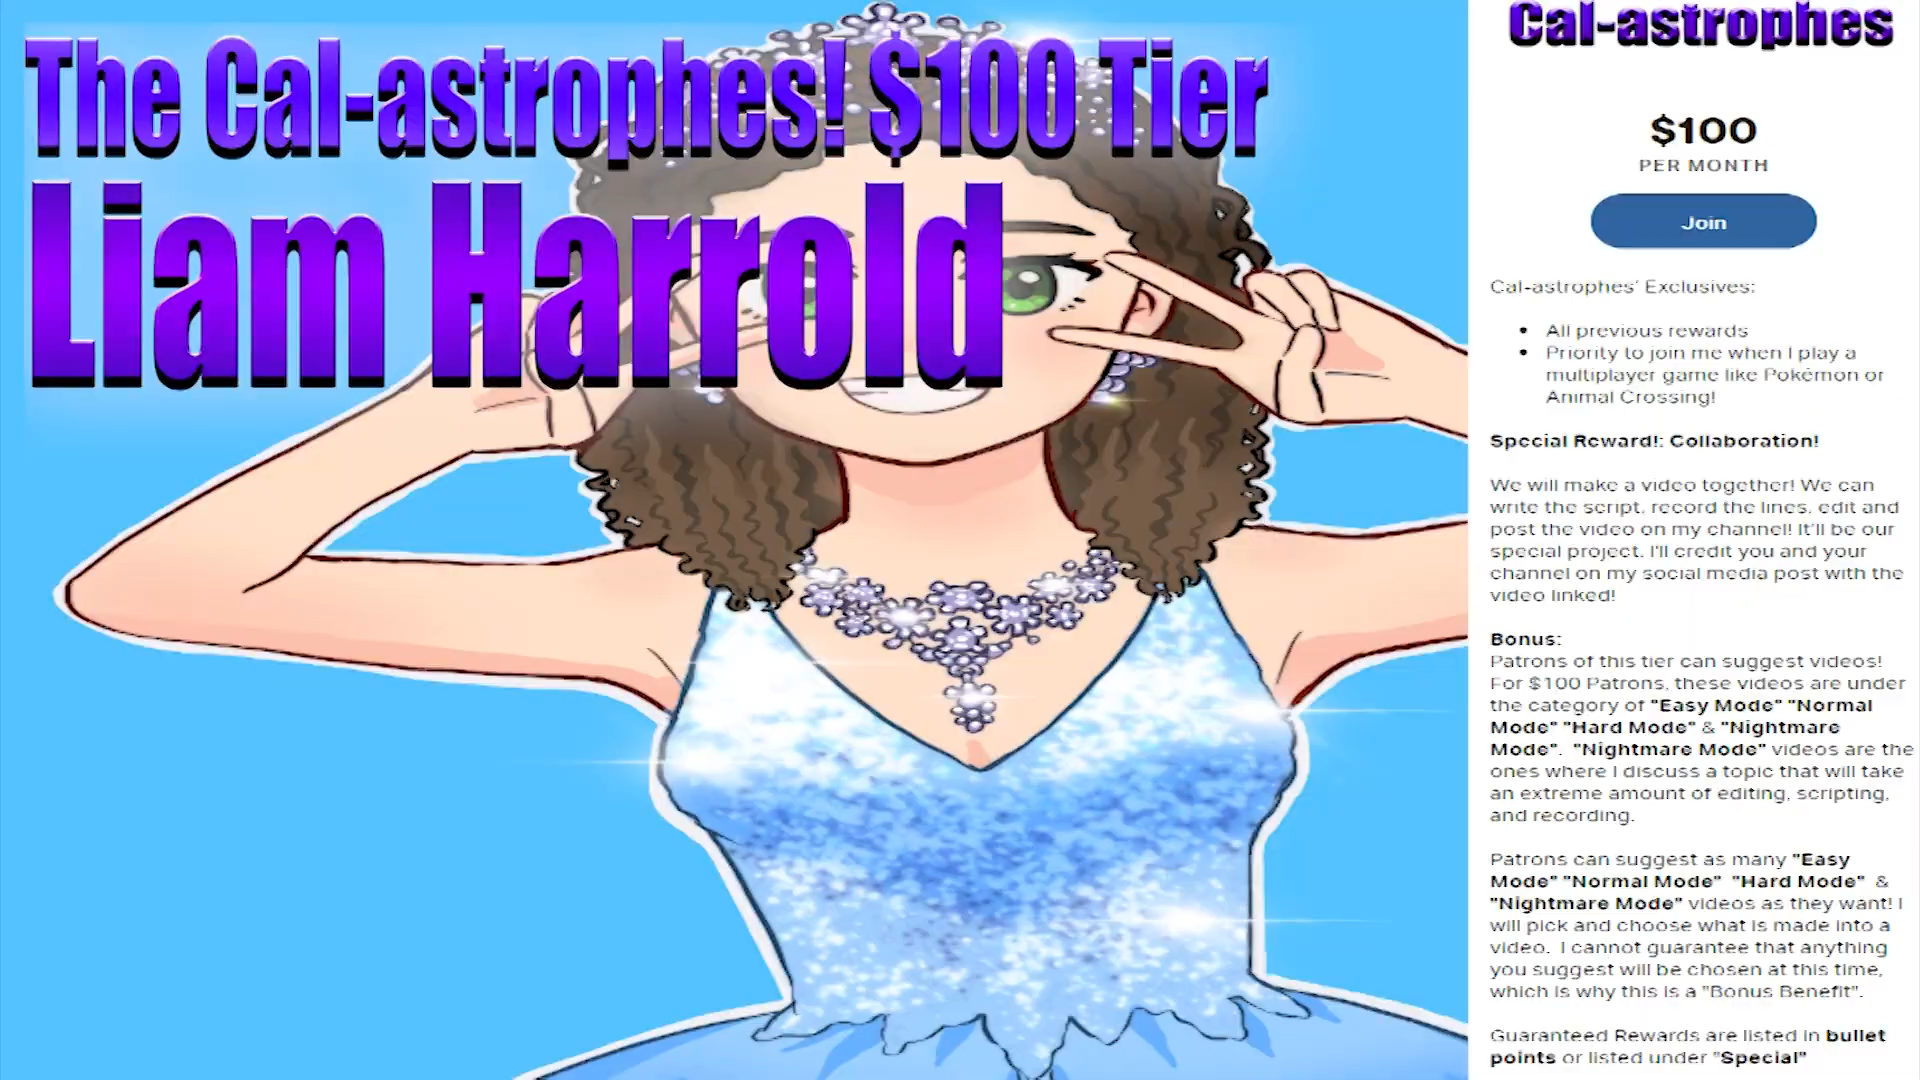 The Cal-astrophes! $100 Tier
Liam Harrold
Cal-astrophes
$100
PER MONTH
Join
Cal-astrophes' Exclusives:
• All previous rewards
• Priority to join me when I play a
multiplayer game like Pokémon or
Animal Crossing!
Special Reward!: Collaboration!
We will make a video together! We can
write the script, record the lines, edit and
post the video on my channel! It'll be our
special project. I'll credit you and your
channel on my social media post with the
video linked!
Bonus:
Patrons of this tier can suggest videos!
For $100 Patrons, these videos are under
the category of "Easy Mode" "Normal
Mode" "Hard Mode" & "Nightmare
Mode". "Nightmare Mode" videos are the
ones where I discuss a topic that will take
an extreme amount of editing, scripting,
and recording.
Patrons can suggest as many "Easy
Mode" "Normal Mode" "Hard Mode" &
"Nightmare Mode" videos as they want! I
will pick and choose what is made into a
video. I cannot guarantee that anything
you suggest will be chosen at this time,
which is why this is a "Bonus Benefit".
Guaranteed Rewards are listed in bullet
points or listed under "Special"